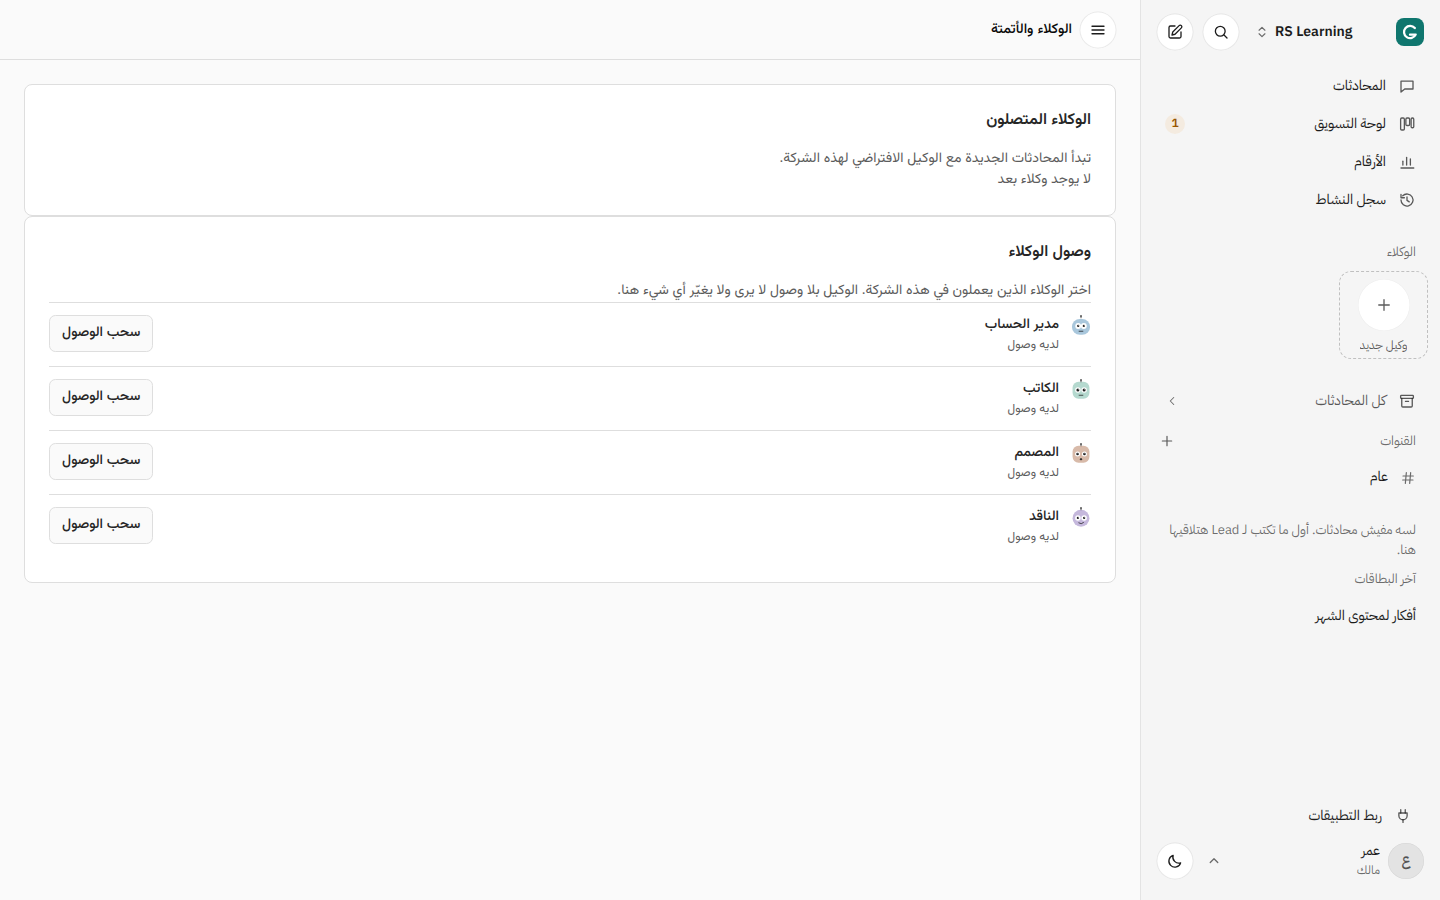 RS Learning
المحادثات
لوحة التسويق
1
الأرقام
سجل النشاط
الوكلاء
وكيل جديد
كل المحادثات
القنوات
عام
لسه مفيش محادثات. أول ما تكتب لـ Lead هتلاقيها
هنا.
آخر البطاقات
أفكار لمحتوى الشهر
ربط التطبيقات
ع
عمر
مالك
الوكلاء والأتمتة
الوكلاء المتصلون
تبدأ المحادثات الجديدة مع الوكيل الافتراضي لهذه الشركة.
لا يوجد وكلاء بعد
وصول الوكلاء
اختر الوكلاء الذين يعملون في هذه الشركة. الوكيل بلا وصول لا يرى ولا يغيّر أي شيء هنا.
مدير الحساب
لديه وصول
سحب الوصول
الكاتب
لديه وصول
سحب الوصول
المصمم
لديه وصول
سحب الوصول
الناقد
لديه وصول
سحب الوصول